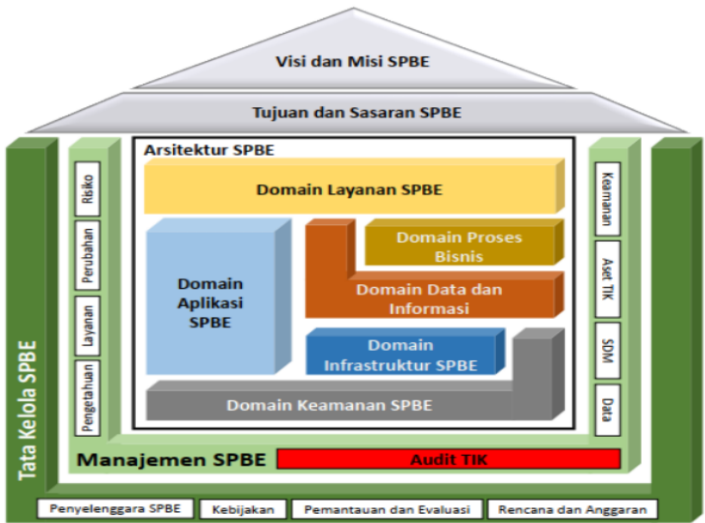 Visi dan Misi SPBE
Tujuan dan Sasaran SPBE
Arsitektur SPBE
Domain Layanan SPBE
Domain Proses
Bisnis
Domain
Aplikasi
SPBE
Domain Data dan
Informasi
Domain
Infrastruktur SPBE
Domain Keamanan SPBE
Risiko
Perubahan
Layanan
Pengetahuan
Keamanan
Aset TIK
SDM
Data
Tata Kelola SPBE
Manajemen SPBE
Audit TIK
Penyelenggara SPBE
Kebijakan
Pemantauan dan Evaluasi
Rencana dan Anggaran